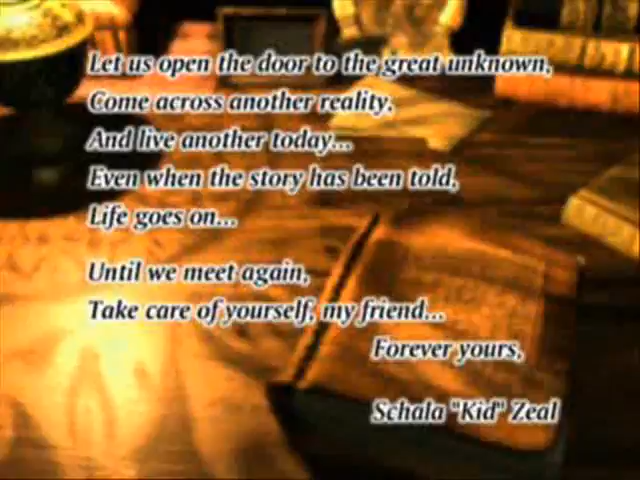 Let us open the door to the great unknown,
Come across another reality,
And live another today...
Even when the story has been told,
Life goes on...
Until we meet again,
Take care of yourself, my friend...
Forever yours,
Schala "Kid" Zeal